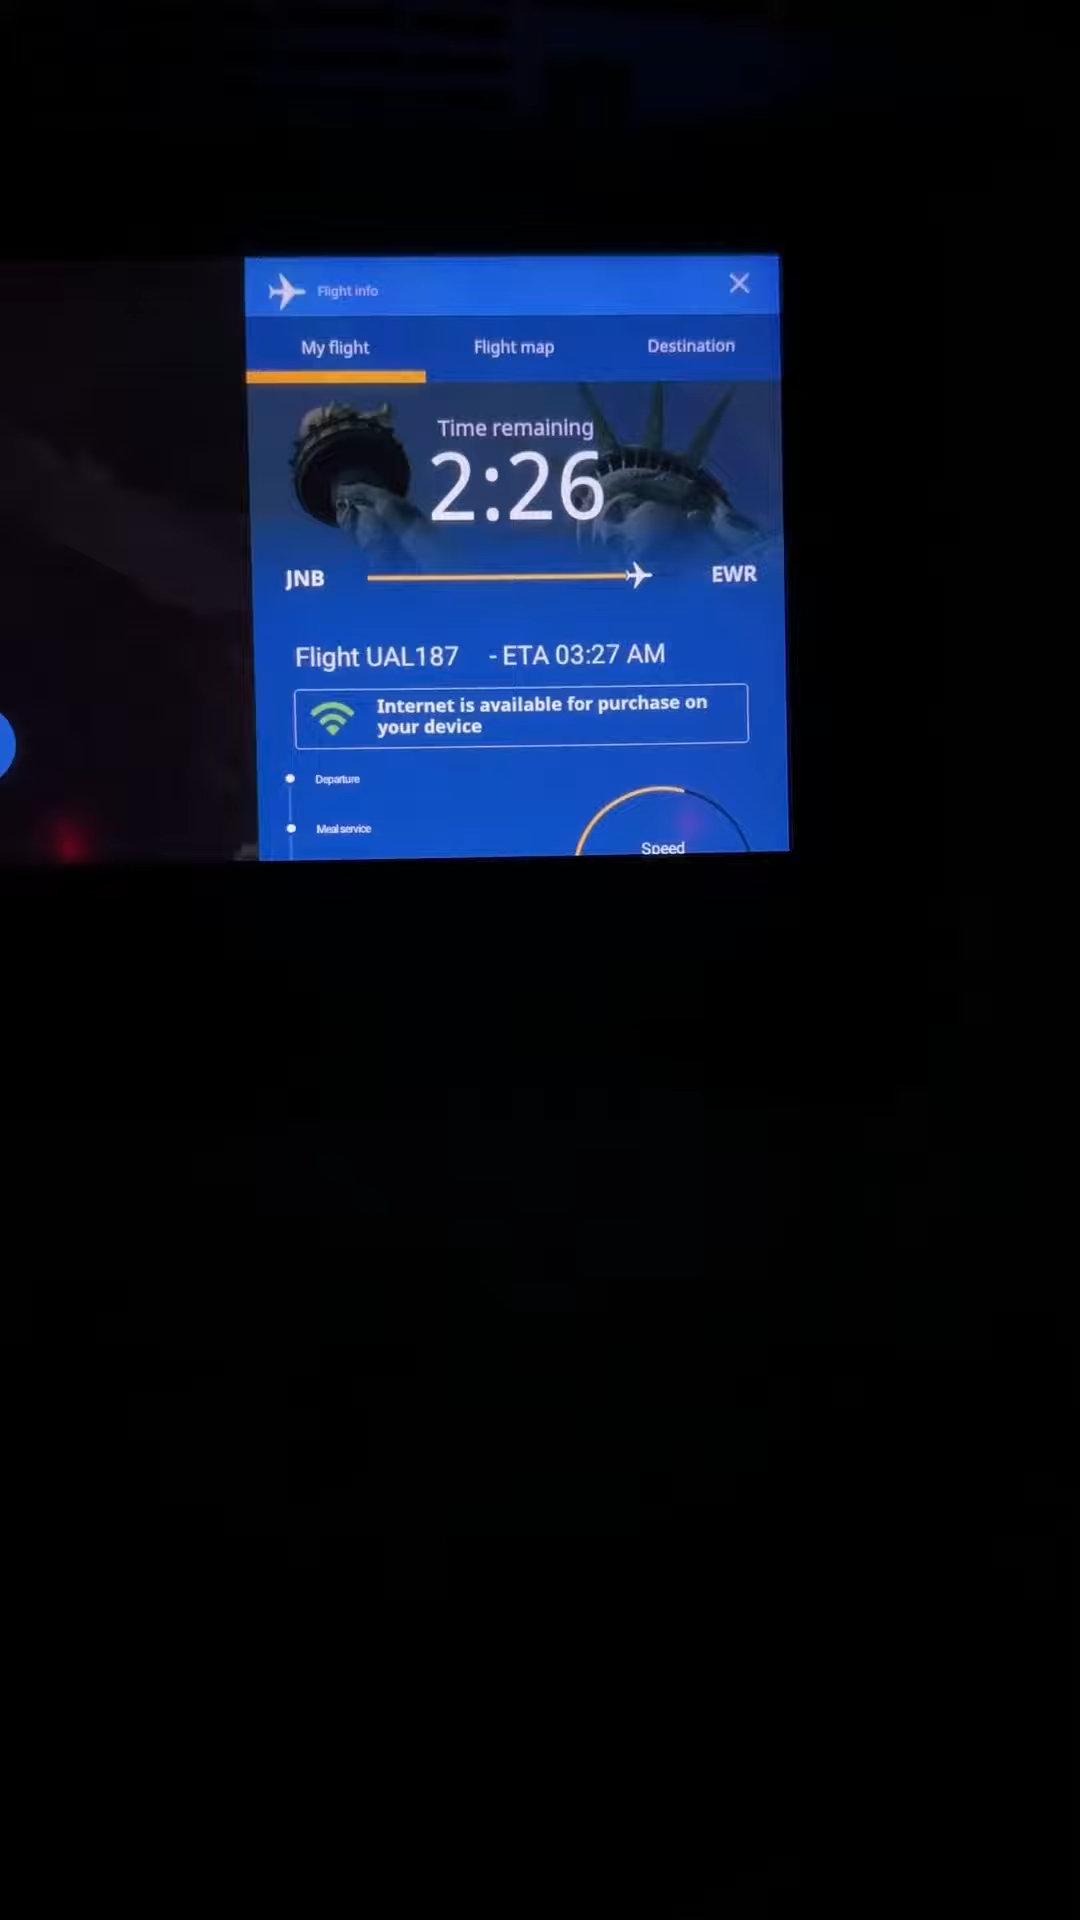 Flight info
My flight Flight map Destination
Time remaining
2:26
JNB EWR
Flight UAL187 - ETA 03:27 AM
Internet is available for purchase on
your device
Departure
Meal service
Speed